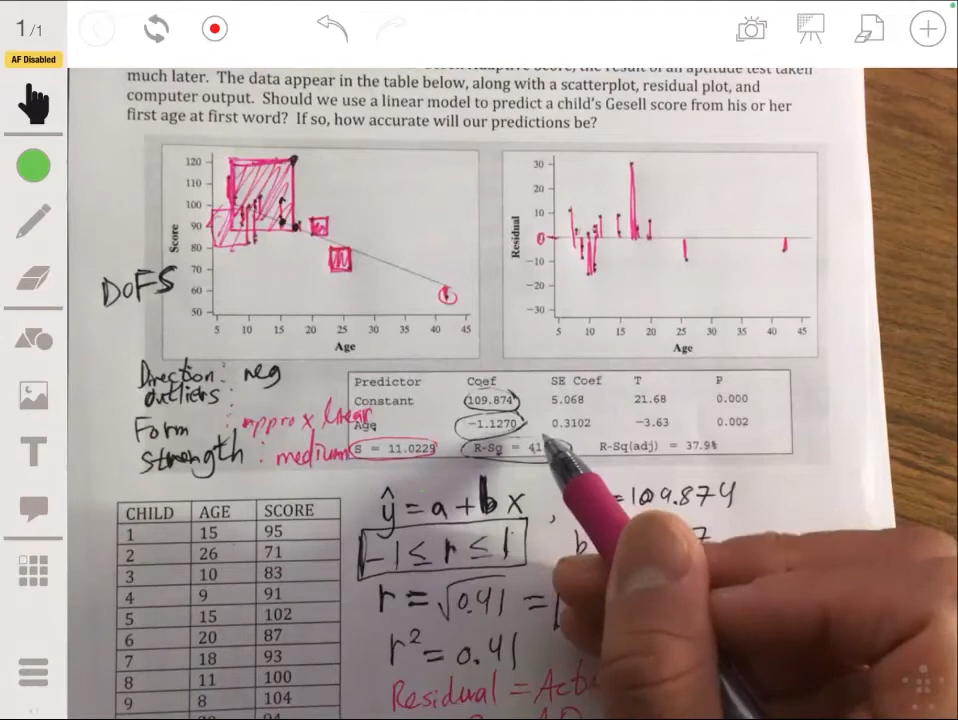 1/1
AF Disabled
much later. The data appear in the table below, along with a scatterplot, residual plot, and
computer output. Should we use a linear model to predict a child's Gesell score from his or her
first age at first word? If so, how accurate will our predictions be?
120
110
100
90
80
70
60
50
Score
5 10 15 20 25 30 35 40 45
Age
30
20
10
0
-10
-20
-30
Residual
5 10 15 20 25 30 35 40 45
Age
DOFS
Direction: neg
outliers:
Form : approx linear
Strength: medium
Predictor Coef SE Coef T P
Constant 109.874 5.068 21.68 0.000
Age -1.1270 0.3102 -3.63 0.002
S = 11.0229 R-Sq = 41 R-Sq(adj) = 37.9%
CHILD AGE SCORE
1 15 95
2 26 71
3 10 83
4 9 91
5 15 102
6 20 87
7 18 93
8 11 100
9 8 104
ŷ = a + bx , = 109.874
-1 ≤ r ≤ 1 b 7
r = √0.41 =
r² = 0.41
Residual =
T